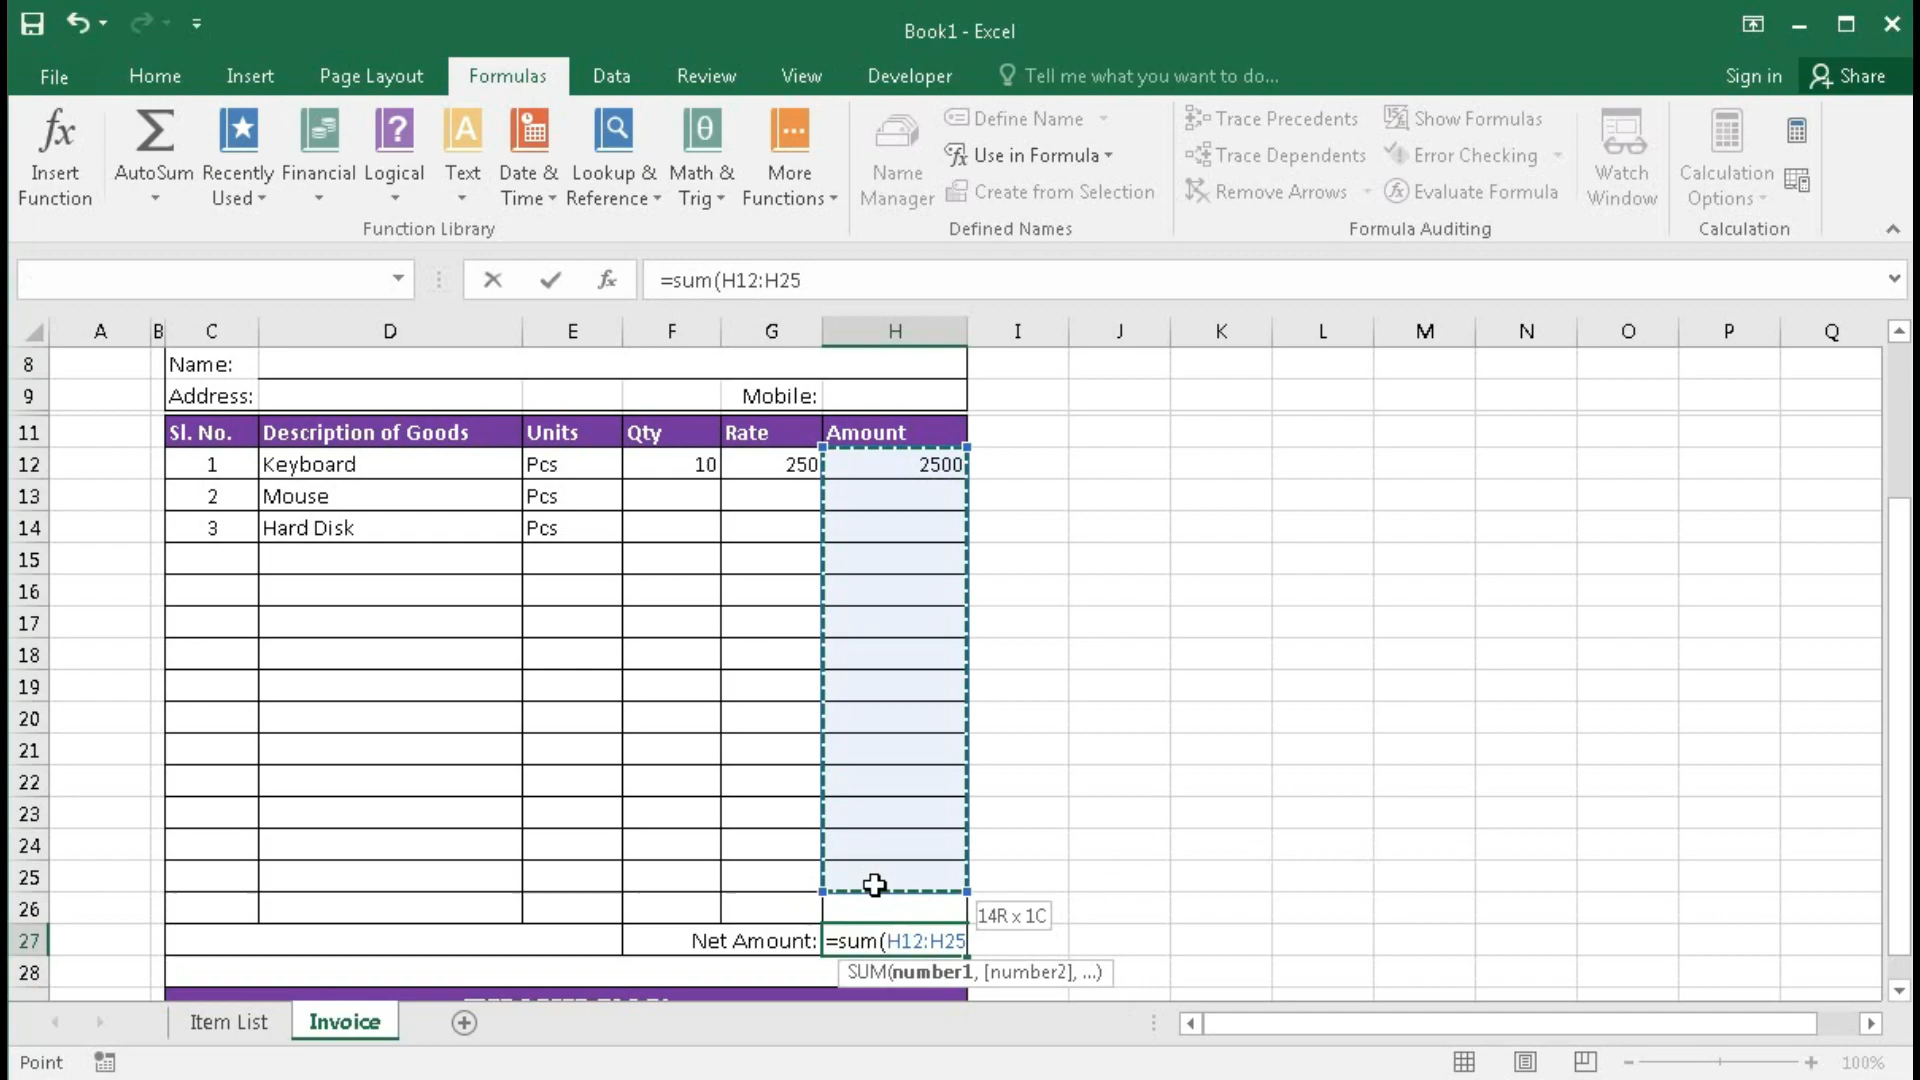 Book1 - Excel
File Home Insert Page Layout Formulas Data Review View Developer Tell me what you want to do... Sign in Share
fx Insert Function
Σ AutoSum
Recently Used
Financial
Logical
A Text
Date & Time
Lookup & Reference
θ Math & Trig
More Functions
Function Library
Name Manager
Define Name
Use in Formula
Create from Selection
Defined Names
Trace Precedents
Trace Dependents
Remove Arrows
Show Formulas
Error Checking
Evaluate Formula
Formula Auditing
Watch Window
Calculation Options
Calculation
fx =sum(H12:H25
A B C D E F G H I J K L M N O P Q
8 Name:
9 Address: Mobile:
11 Sl. No. Description of Goods Units Qty Rate Amount
12 1 Keyboard Pcs 10 250 2500
13 2 Mouse Pcs
14 3 Hard Disk Pcs
15
16
17
18
19
20
21
22
23
24
25
26 14R x 1C
27 Net Amount: =sum(H12:H25
28 SUM(number1, [number2], ...)
Item List Invoice
Point 100%